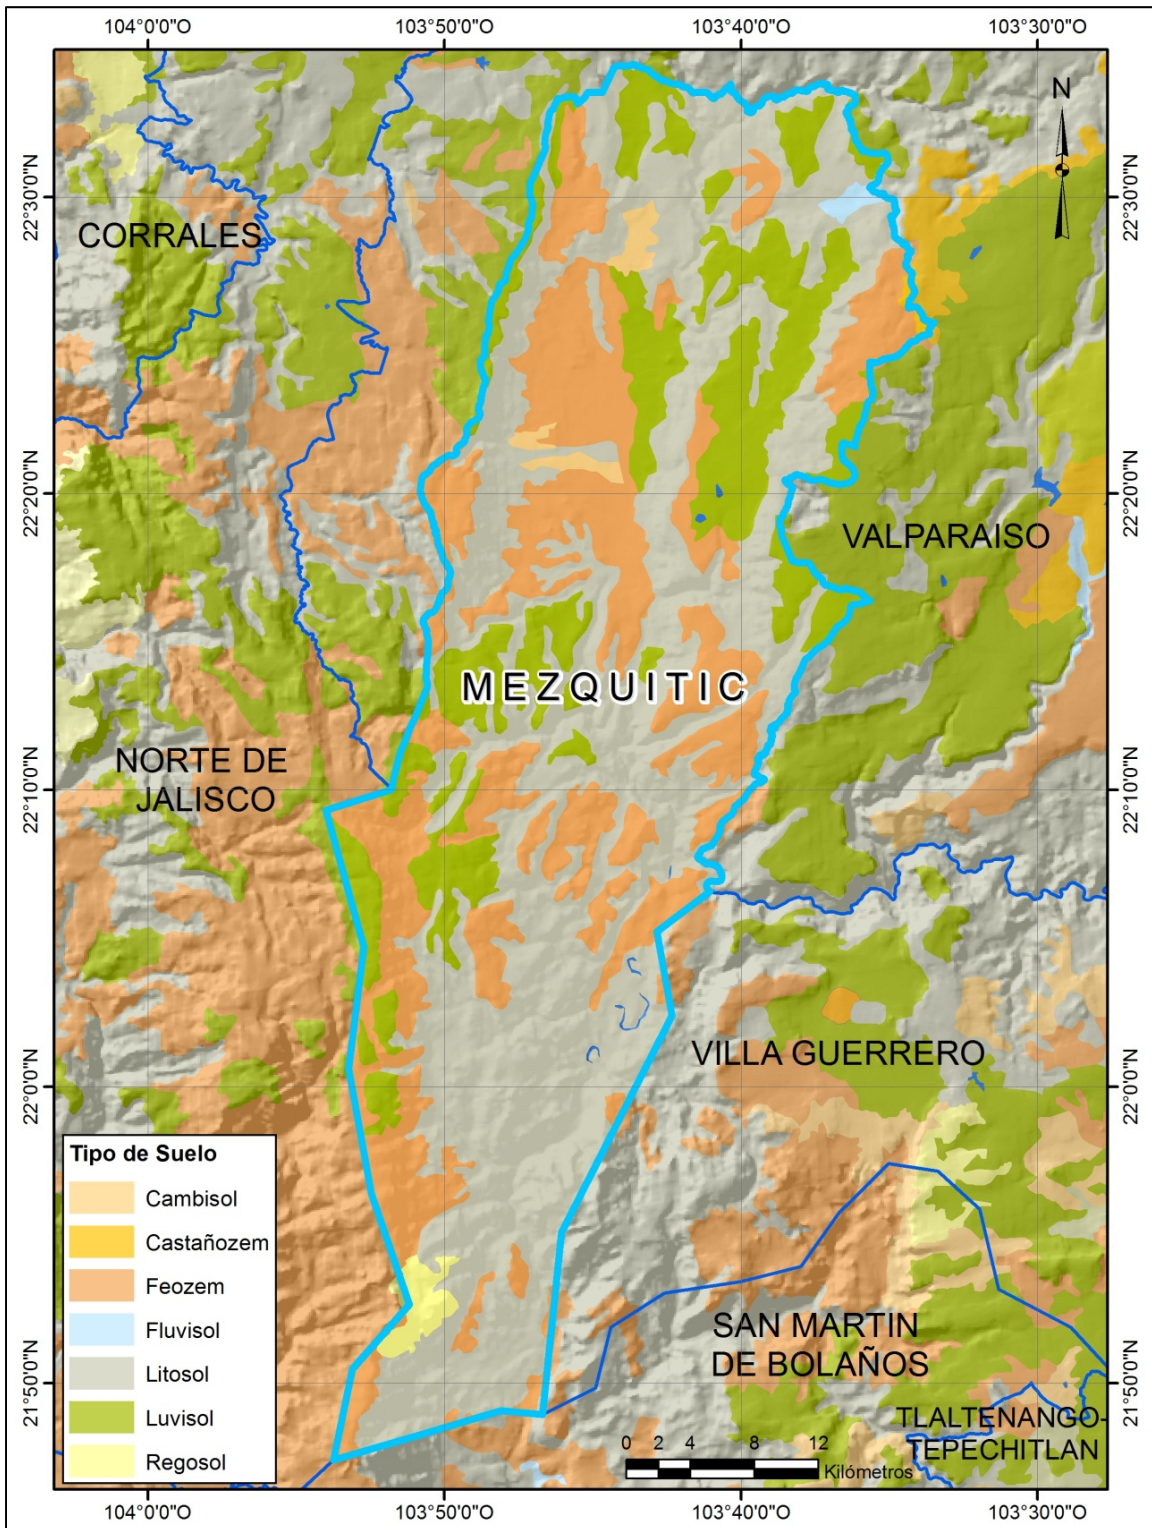 104°0'0"O
103°50'0"O
103°40'0"O
103°30'0"O
N
22°30'0"N
22°30'0"N
CORRALES
22°20'0"N
22°20'0"N
VALPARAISO
MEZQUITIC
NORTE DE
JALISCO
22°10'0"N
22°10'0"N
VILLA GUERRERO
22°0'0"N
22°0'0"N
Tipo de Suelo
Cambisol
Castañozem
Feozem
Fluvisol
Litosol
Luvisol
Regosol
SAN MARTIN
DE BOLAÑOS
21°50'0"N
21°50'0"N
TLALTENANGO-
TEPECHITLAN
0 2 4 8 12
Kilómetros
104°0'0"O
103°50'0"O
103°40'0"O
103°30'0"O